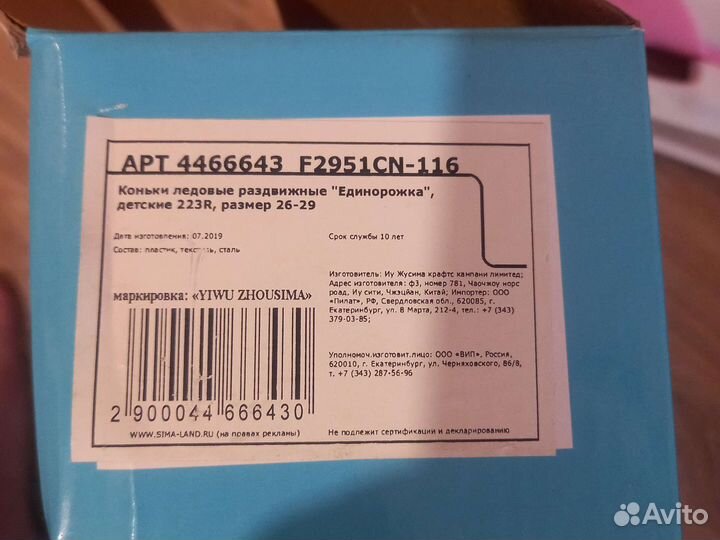 АРТ 4466643 F2951CN-116
Коньки ледовые раздвижные "Единорожка",
детские 223R, размер 26-29
Дата изготовления: 07.2019
Срок службы 10 лет
Состав: пластик, текстиль, сталь
Изготовитель: Иу Жусима крафтс кампани лимитед;
Адрес изготовителя: ф3, номер 781, Чаочжоу норс
роад, Иу сити, Чжэцйан, Китай; Импортер: ООО
«Пилат», РФ, Свердловская обл., 620085, г.
Екатеринбург, ул. 8 Марта, 212-4, тел.: +7 (343)
379-03-85;
маркировка: «YIWU ZHOUSIMA»
Уполномоч.изготовит.лицо: ООО «ВИП», Россия,
620010, г. Екатеринбург, ул. Черняховского, 86/8,
т. +7 (343) 287-56-96
2 900044 666430
WWW.SIMA-LAND.RU (на правах рекламы)
Не подлежит сертификации и декларированию
Avito